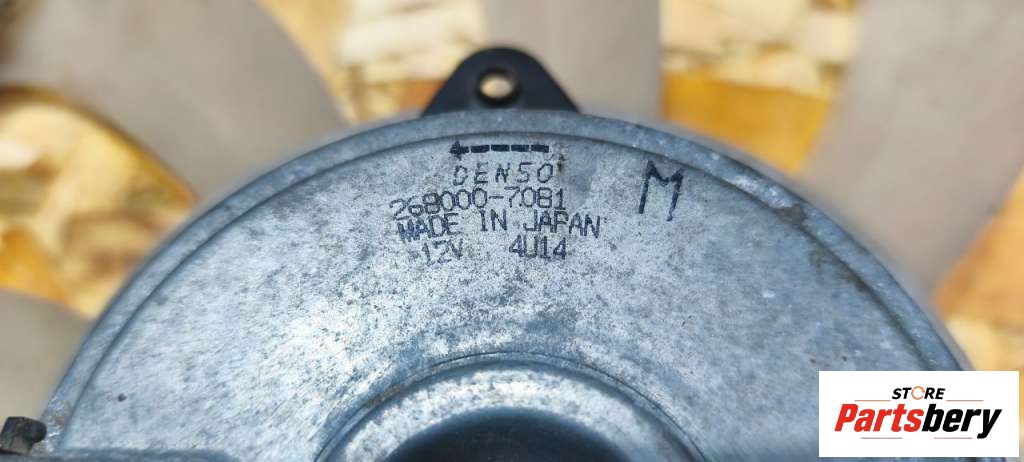 DENSO
268000-7081
M
MADE IN JAPAN
12V 4U14
STORE
Partsbery